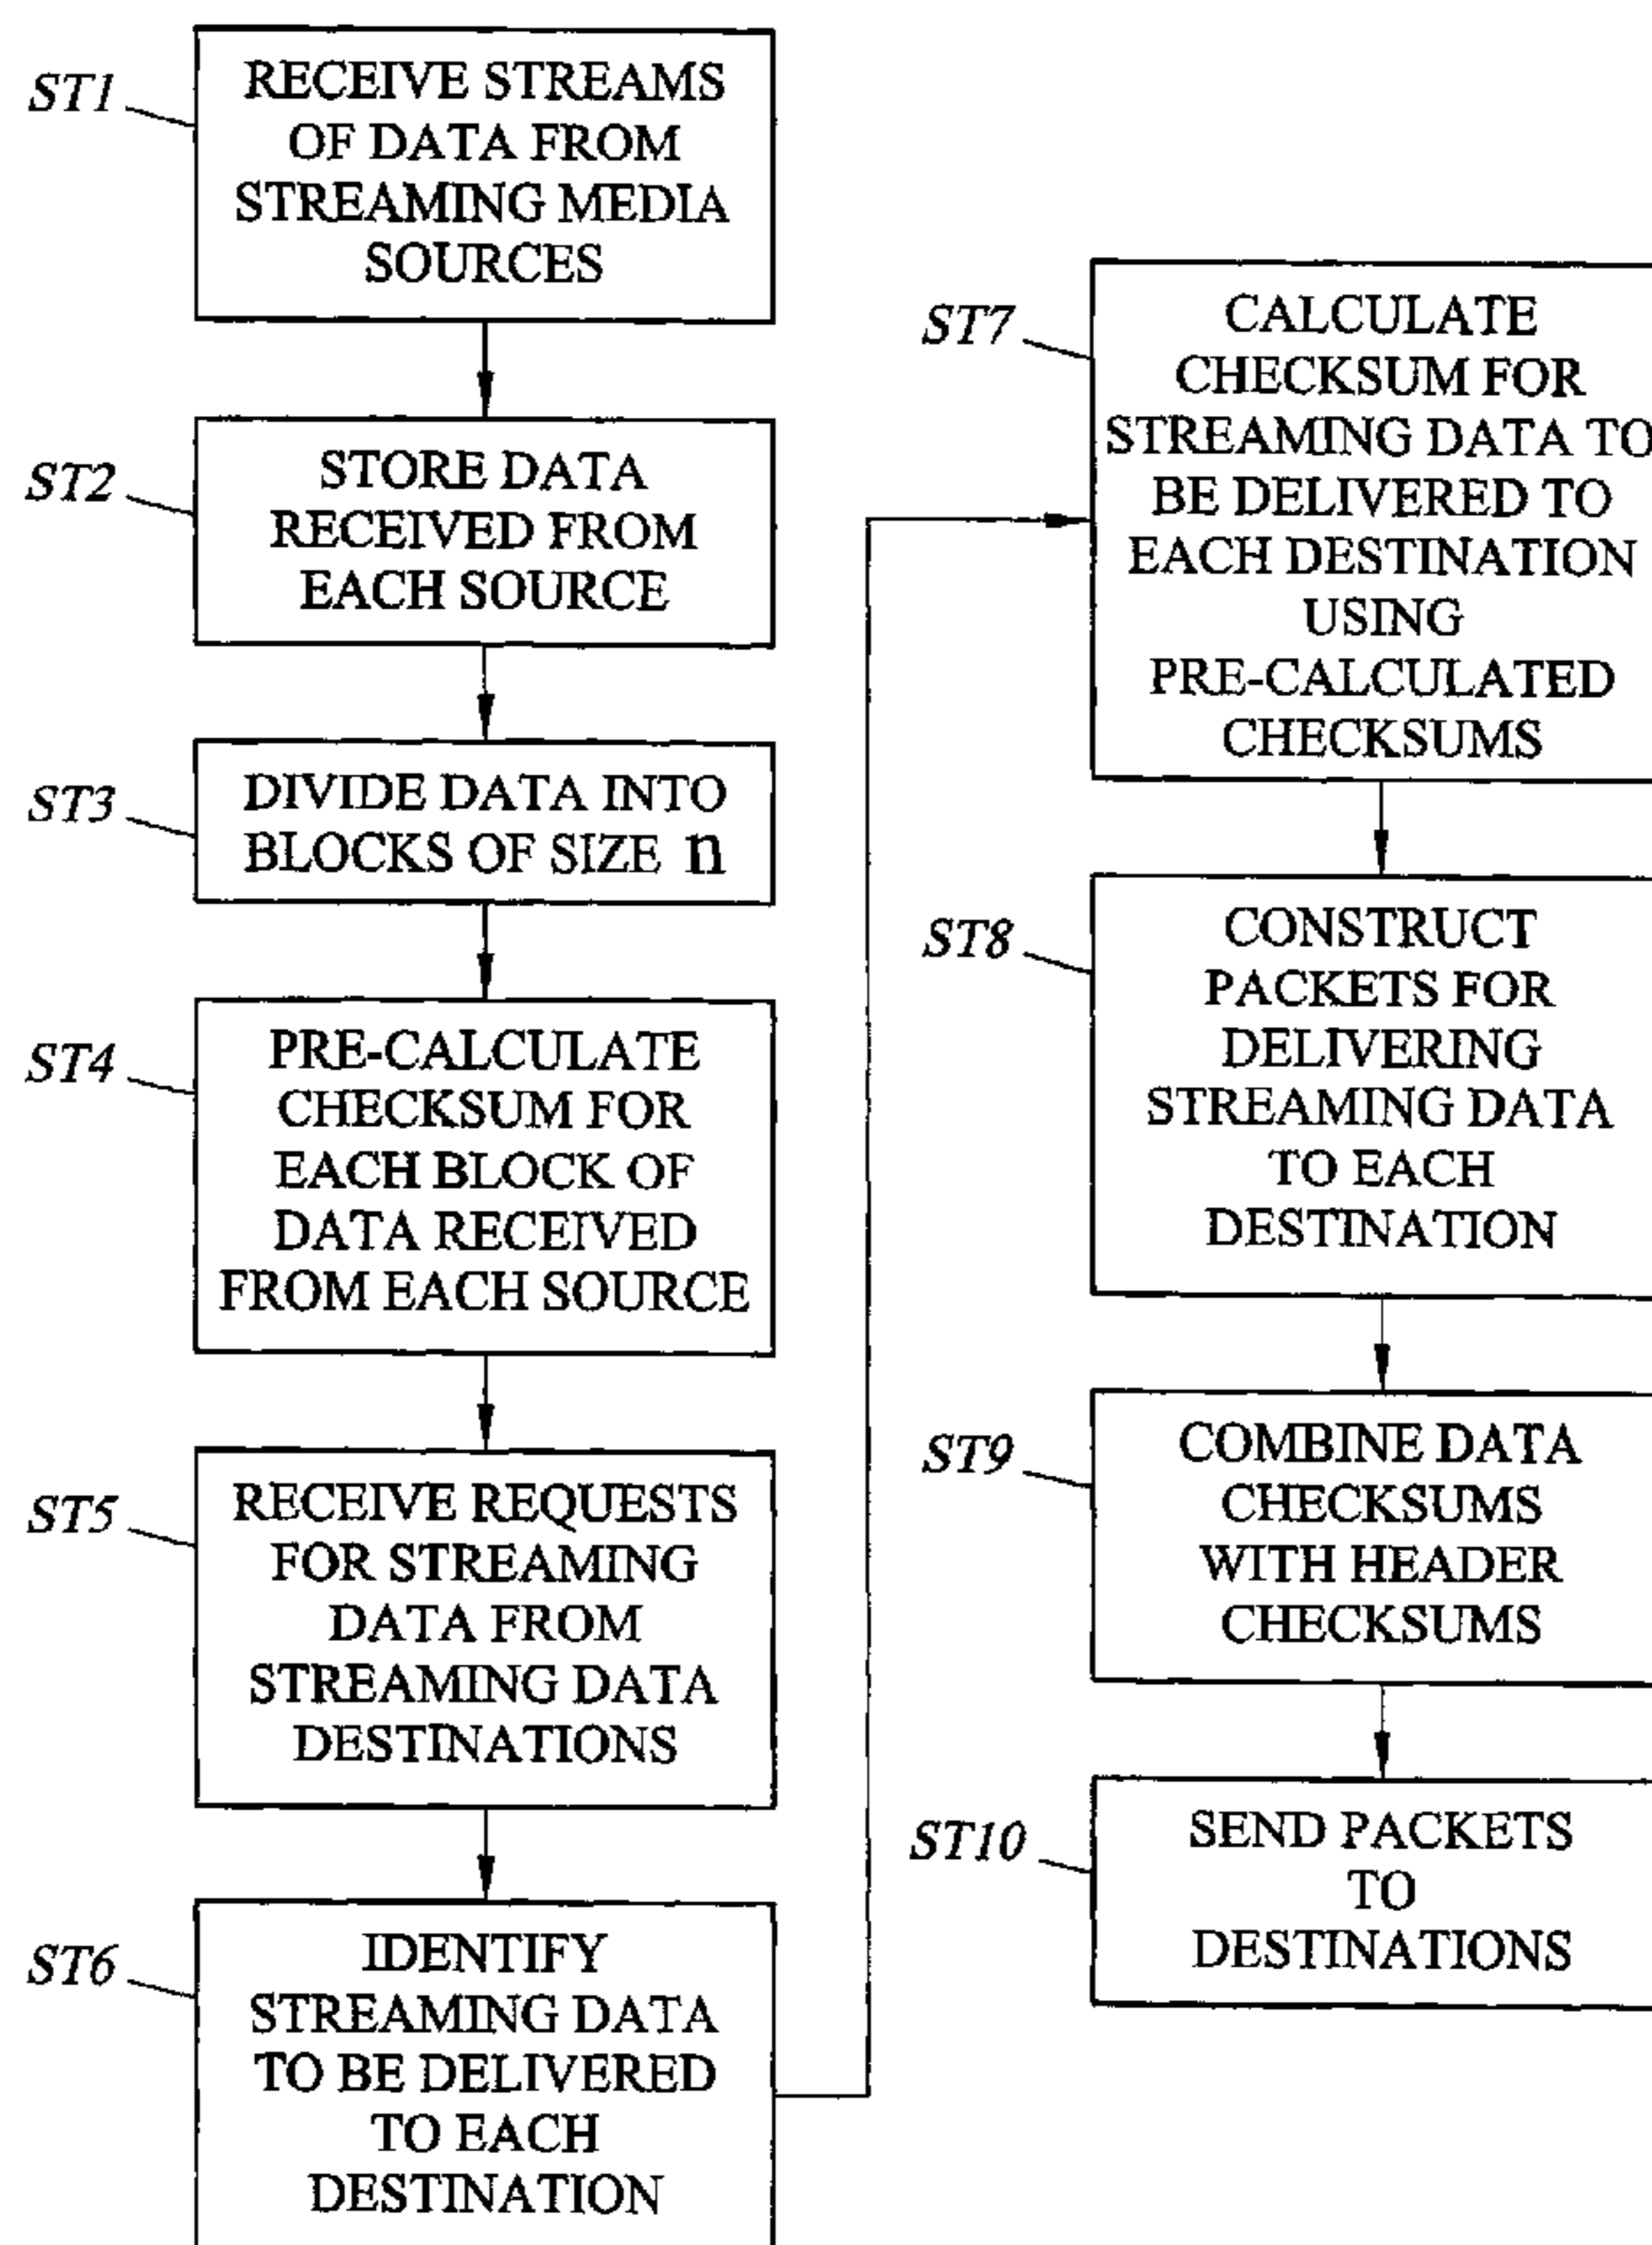 ST1
RECEIVE STREAMS
OF DATA FROM
STREAMING MEDIA
SOURCES
ST2
STORE DATA
RECEIVED FROM
EACH SOURCE
ST3
DIVIDE DATA INTO
BLOCKS OF SIZE n
ST4
PRE-CALCULATE
CHECKSUM FOR
EACH BLOCK OF
DATA RECEIVED
FROM EACH SOURCE
ST5
RECEIVE REQUESTS
FOR STREAMING
DATA FROM
STREAMING DATA
DESTINATIONS
ST6
IDENTIFY
STREAMING DATA
TO BE DELIVERED
TO EACH
DESTINATION
ST7
CALCULATE
CHECKSUM FOR
STREAMING DATA TO
BE DELIVERED TO
EACH DESTINATION
USING
PRE-CALCULATED
CHECKSUMS
ST8
CONSTRUCT
PACKETS FOR
DELIVERING
STREAMING DATA
TO EACH
DESTINATION
ST9
COMBINE DATA
CHECKSUMS
WITH HEADER
CHECKSUMS
ST10
SEND PACKETS
TO
DESTINATIONS